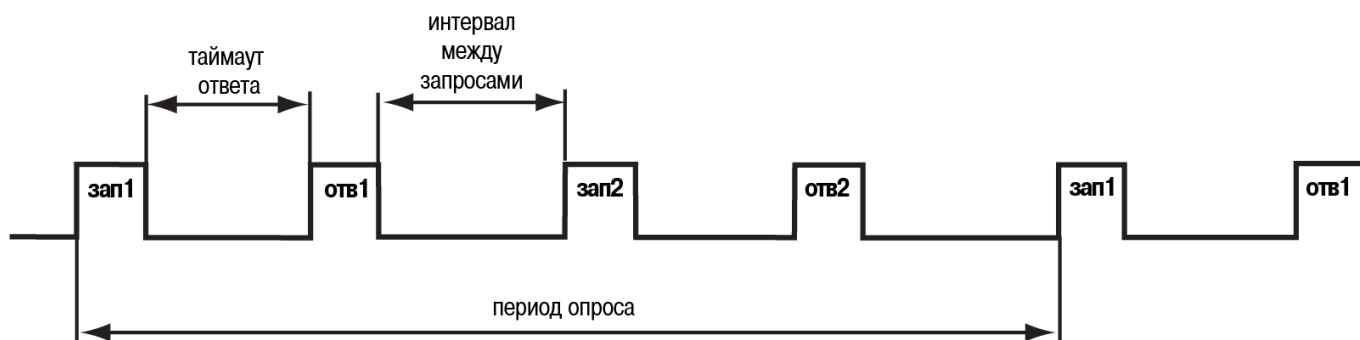 таймаут
ответа
интервал
между
запросами
зап1
отв1
зап2
отв2
зап1
отв1
период опроса